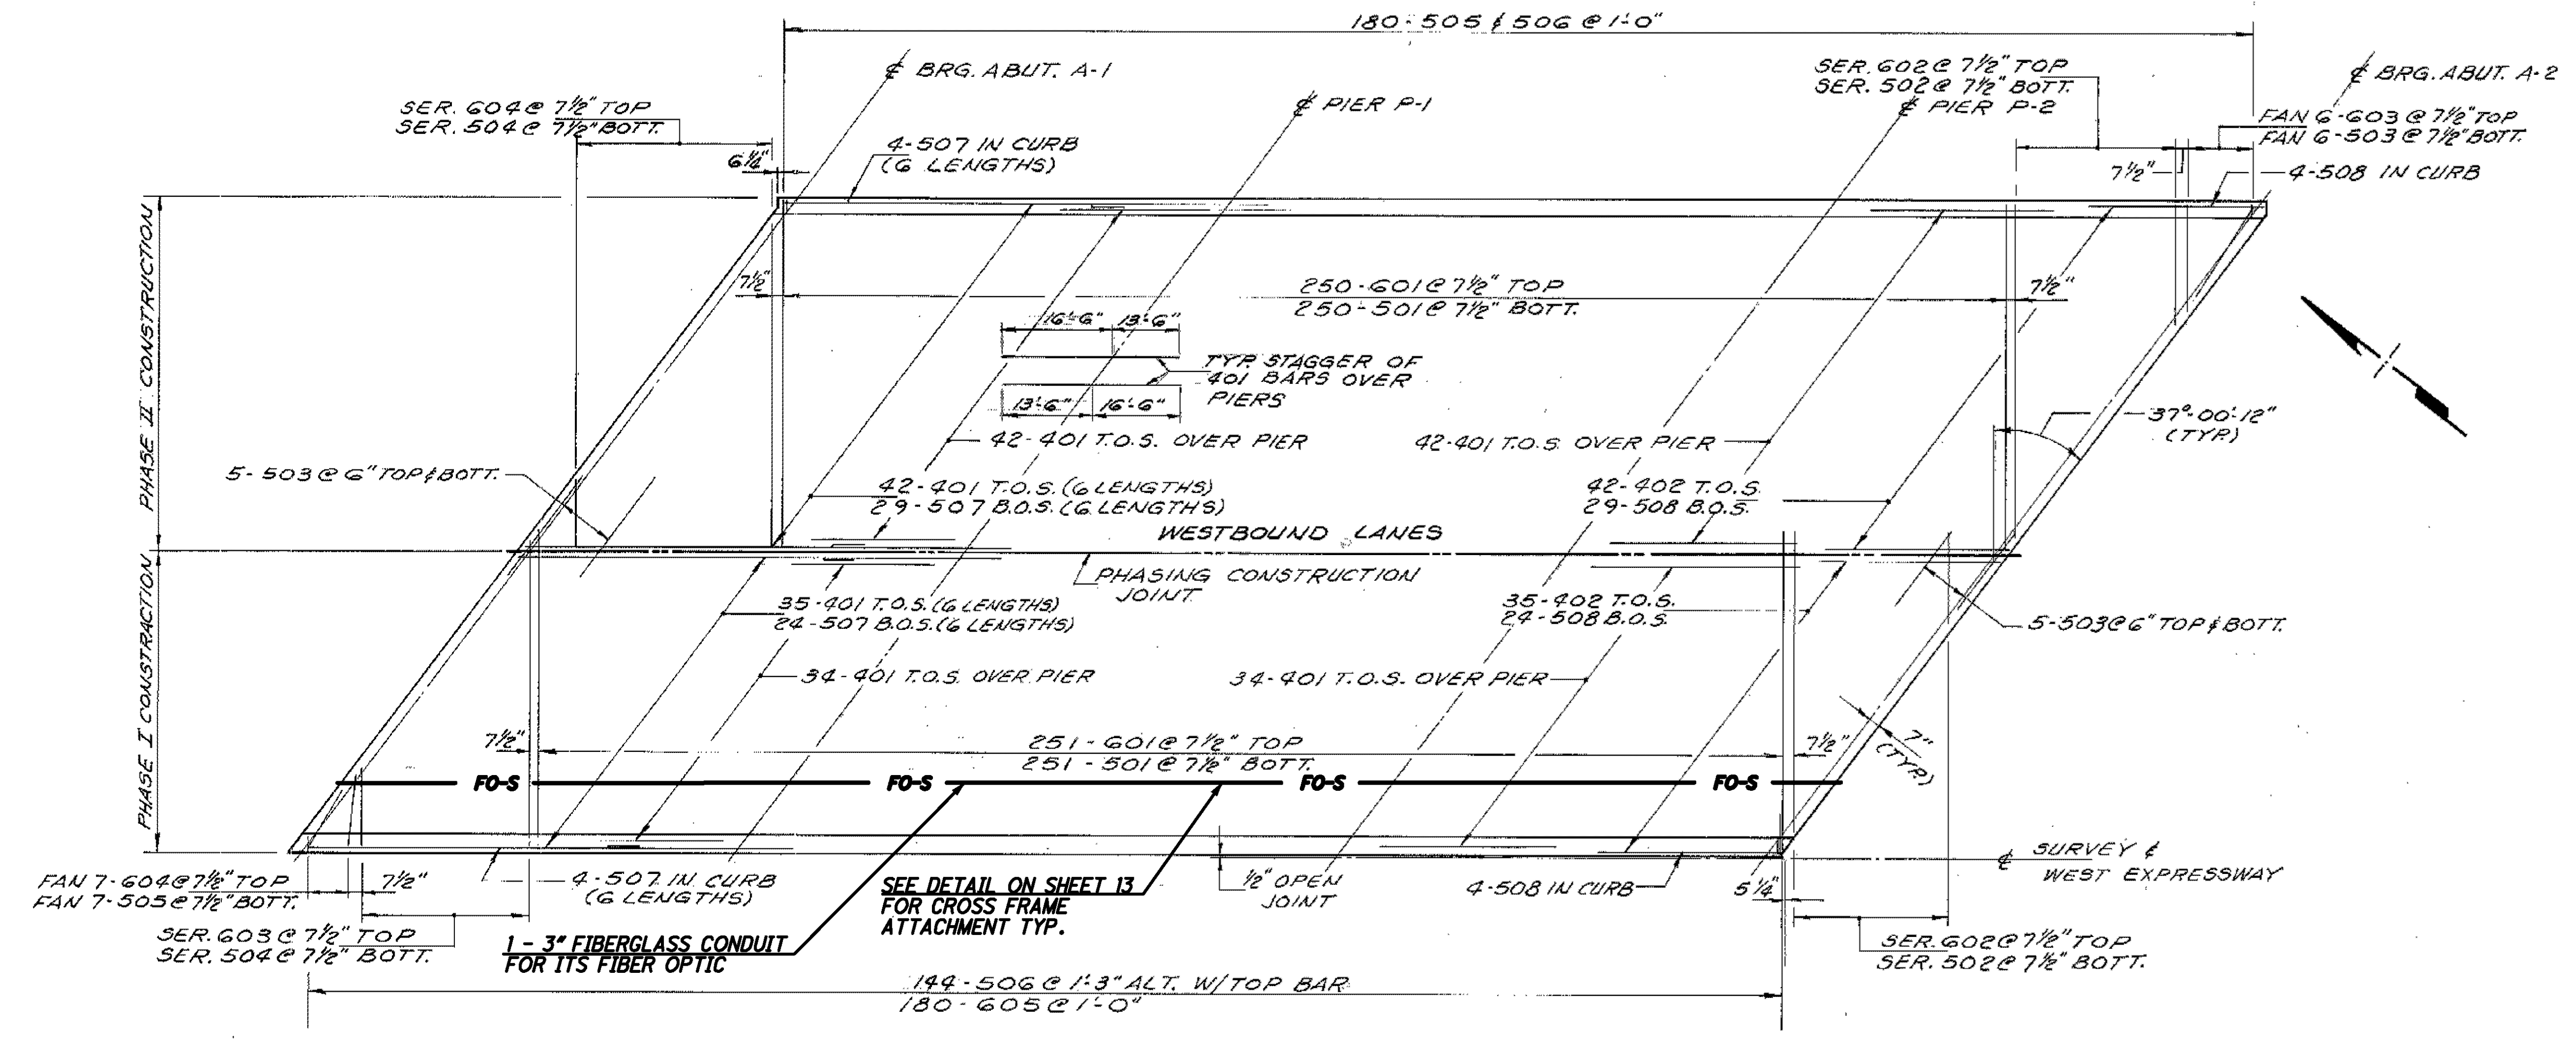 180-505 & 506 @ 1'-0"
℄ BRG. ABUT. A-1
SER. 602 @ 7½" TOP
SER. 502 @ 7½" BOTT.
℄ BRG. ABUT. A-2
SER. 604 @ 7½" TOP
SER. 504 @ 7½" BOTT.
℄ PIER P-1
℄ PIER P-2
FAN 6-603 @ 7½" TOP
FAN 6-503 @ 7½" BOTT.
6¼"
4-507 IN CURB
(6 LENGTHS)
7½"
4-508 IN CURB
PHASE II CONSTRUCTION
7½"
250-601 @ 7½" TOP
250-501 @ 7½" BOTT.
7½"
16'-6" 13'-6"
TYP. STAGGER OF
401 BARS OVER
PIERS
13'-6" 16'-6"
37°-00'-12"
(TYP.)
42-401 T.O.S. OVER PIER
42-401 T.O.S. OVER PIER
5-503 @ 6" TOP & BOTT.
42-401 T.O.S. (6 LENGTHS)
29-507 B.O.S. (6 LENGTHS)
42-402 T.O.S.
29-508 B.O.S.
WESTBOUND LANES
PHASING CONSTRUCTION
JOINT
PHASE I CONSTRACTION
35-401 T.O.S. (6 LENGTHS)
24-507 B.O.S. (6 LENGTHS)
35-402 T.O.S.
24-508 B.O.S.
5-503 @ 6" TOP & BOTT.
34-401 T.O.S. OVER PIER
34-401 T.O.S. OVER PIER
7½"
251-601 @ 7½" TOP
251-501 @ 7½" BOTT.
7½"
7"
(TYP.)
FO-S FO-S FO-S FO-S
FAN 7-604 @ 7½" TOP
FAN 7-505 @ 7½" BOTT.
7½"
4-507 IN CURB
(6 LENGTHS)
SEE DETAIL ON SHEET 13
FOR CROSS FRAME
ATTACHMENT TYP.
½" OPEN
JOINT
4-508 IN CURB
5¼"
℄ SURVEY &
WEST EXPRESSWAY
SER. 603 @ 7½" TOP
SER. 504 @ 7½" BOTT.
1 - 3" FIBERGLASS CONDUIT
FOR ITS FIBER OPTIC
SER. 602 @ 7½" TOP
SER. 502 @ 7½" BOTT.
144-506 @ 1'-3" ALT. W/TOP BAR
180-605 @ 1'-0"